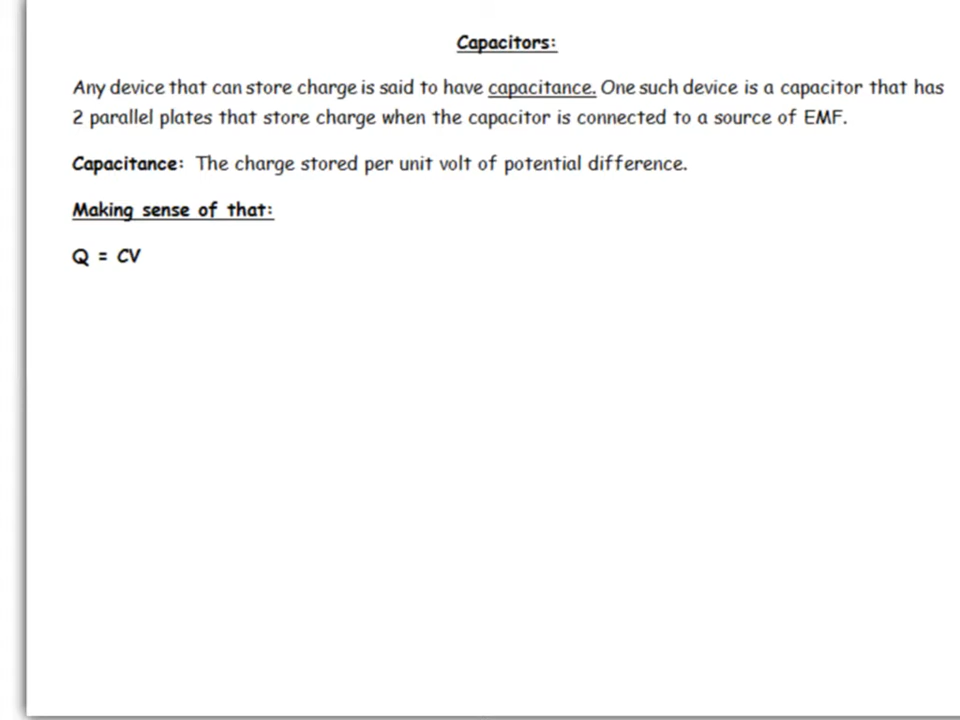 Capacitors:
Any device that can store charge is said to have capacitance. One such device is a capacitor that has
2 parallel plates that store charge when the capacitor is connected to a source of EMF.
Capacitance: The charge stored per unit volt of potential difference.
Making sense of that:
Q = CV